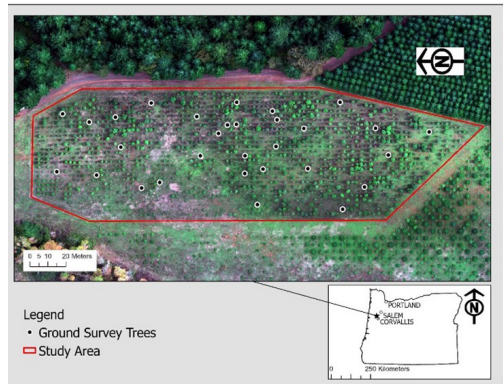 N
0 5 10 20 Meters
Legend
Ground Survey Trees
Study Area
PORTLAND
SALEM
CORVALLIS
N
0 250 Kilometers